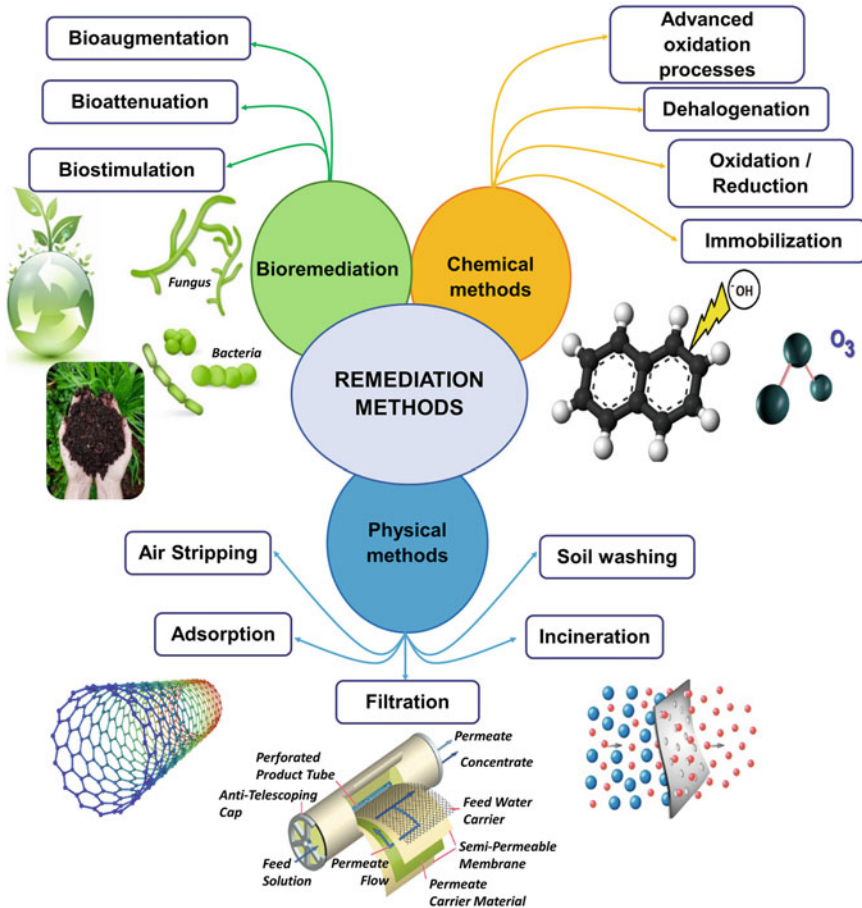 Bioaugmentation
Bioattenuation
Biostimulation
Advanced
oxidation
processes
Dehalogenation
Oxidation /
Reduction
Immobilization
Bioremediation
Chemical
methods
Fungus
Bacteria
REMEDIATION
METHODS
·OH
O3
Physical
methods
Air Stripping
Adsorption
Soil washing
Incineration
Filtration
Perforated
Product Tube
Anti-Telescoping
Cap
Feed
Solution
Permeate
Flow
Permeate
Concentrate
Feed Water
Carrier
Semi-Permeable
Membrane
Permeate
Carrier Material